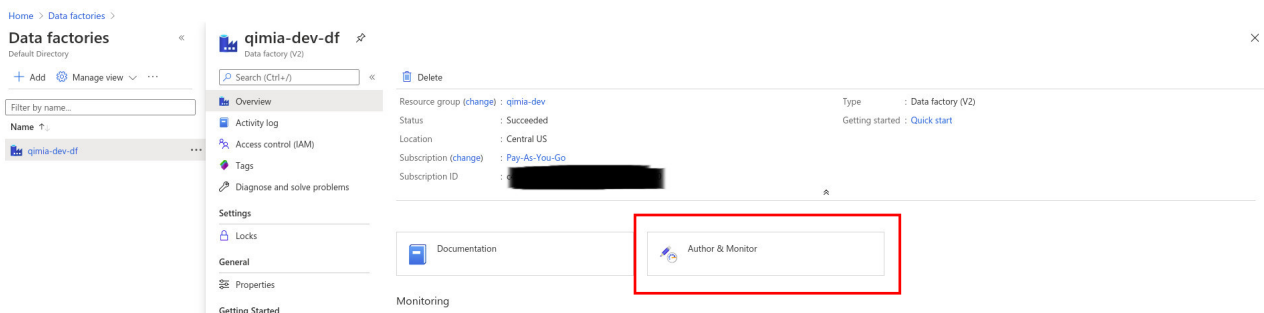 Home > Data factories >
Data factories «
Default Directory
+ Add Manage view ···
Filter by name...
Name ↑↓
qimia-dev-df ···
qimia-dev-df
Data factory (V2)
Search (Ctrl+/) «
Overview
Activity log
Access control (IAM)
Tags
Diagnose and solve problems
Settings
Locks
General
Properties
Getting Started
Delete
Resource group (change) : qimia-dev
Status : Succeeded
Location : Central US
Subscription (change) : Pay-As-You-Go
Subscription ID :
Type : Data factory (V2)
Getting started : Quick start
Documentation
Author & Monitor
Monitoring